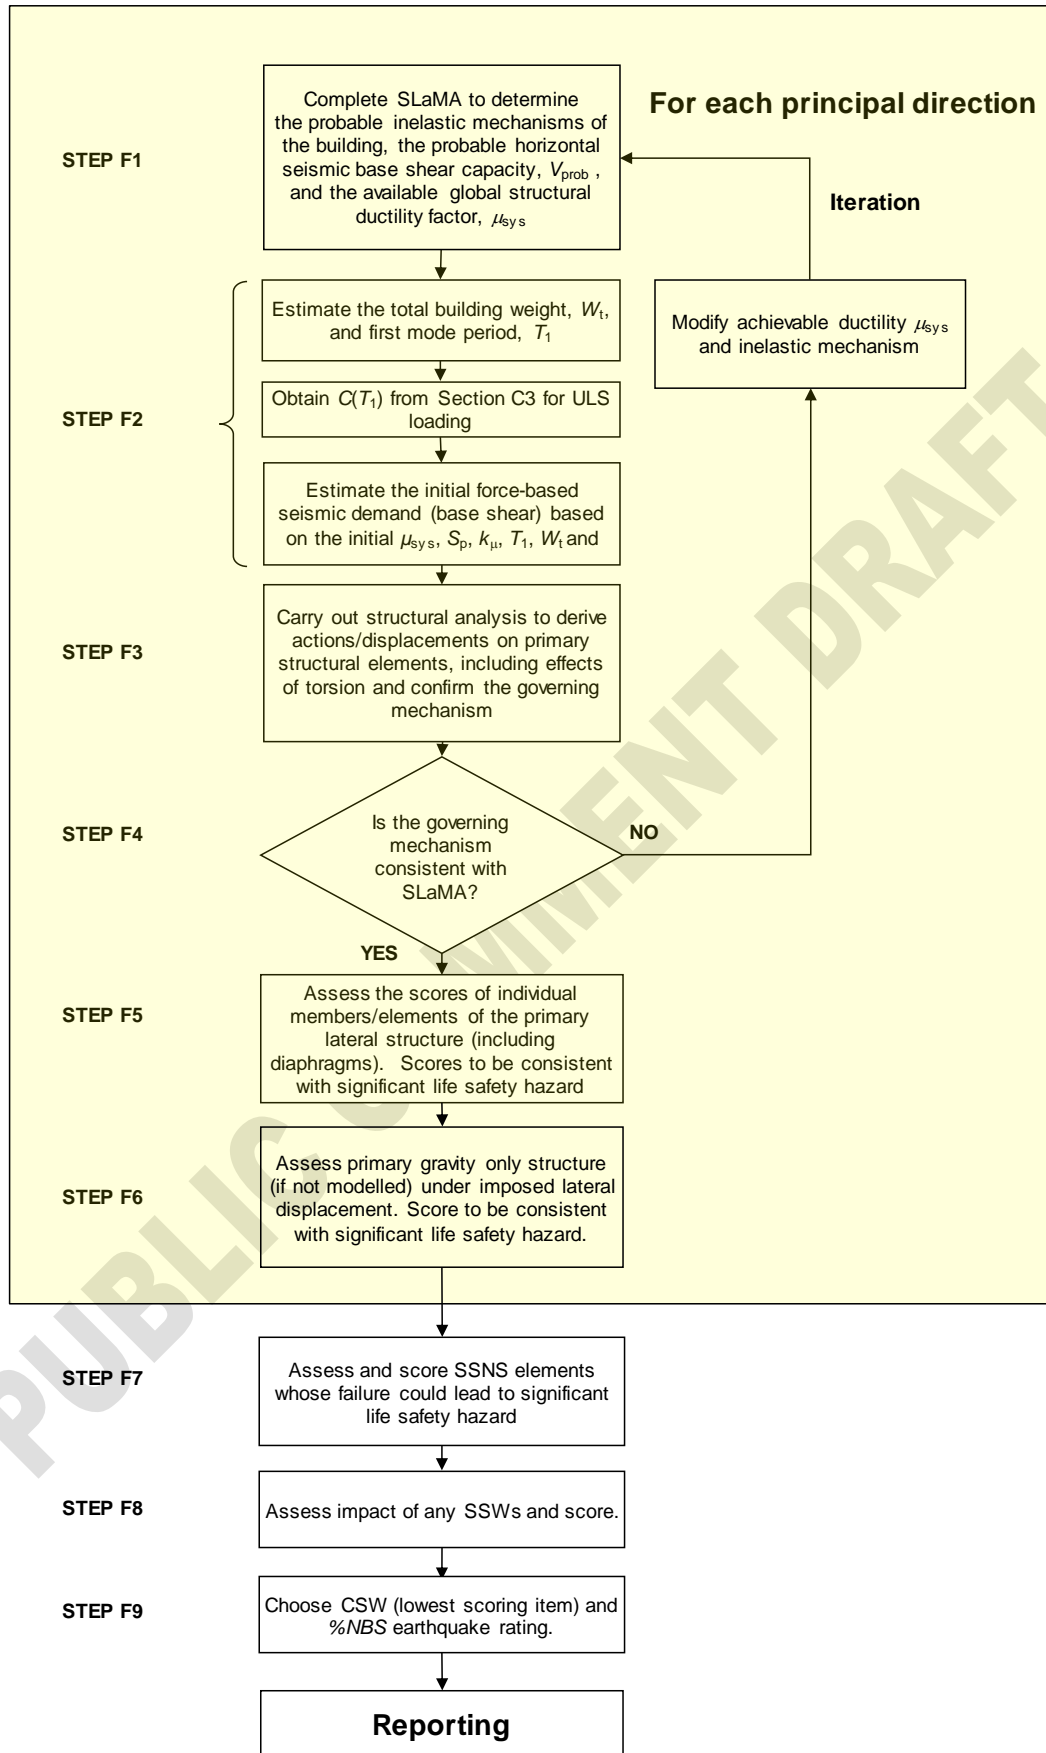 For each principal direction
STEP F1
Complete SLaMA to determine
the probable inelastic mechanisms of
the building, the probable horizontal
seismic base shear capacity, Vprob ,
and the available global structural
ductility factor, μsys
Iteration
Modify achievable ductility μsys
and inelastic mechanism
STEP F2
Estimate the total building weight, Wt,
and first mode period, T1
Obtain C(T1) from Section C3 for ULS
loading
Estimate the initial force-based
seismic demand (base shear) based
on the initial μsys, Sp, kμ, T1, Wt and
STEP F3
Carry out structural analysis to derive
actions/displacements on primary
structural elements, including effects
of torsion and confirm the governing
mechanism
STEP F4
Is the governing
mechanism
consistent with
SLaMA?
NO
YES
STEP F5
Assess the scores of individual
members/elements of the primary
lateral structure (including
diaphragms). Scores to be consistent
with significant life safety hazard
STEP F6
Assess primary gravity only structure
(if not modelled) under imposed lateral
displacement. Score to be consistent
with significant life safety hazard.
STEP F7
Assess and score SSNS elements
whose failure could lead to significant
life safety hazard
STEP F8
Assess impact of any SSWs and score.
STEP F9
Choose CSW (lowest scoring item) and
%NBS earthquake rating.
Reporting
PUBLIC COMMENT DRAFT